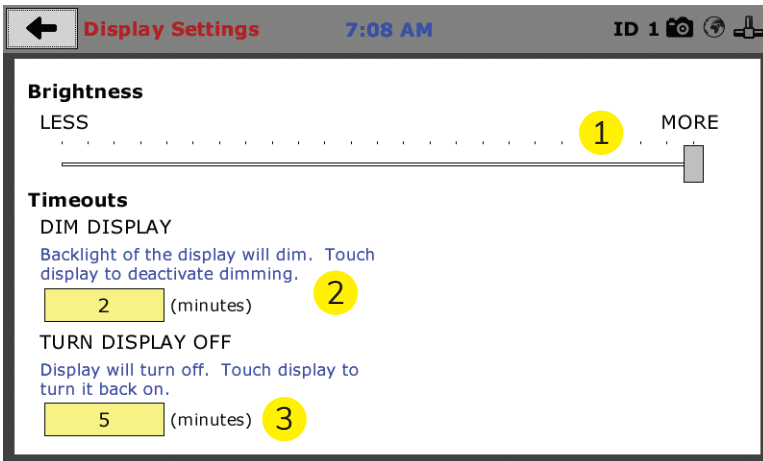 Display Settings 7:08 AM ID 1
Brightness
LESS MORE
1
Timeouts
DIM DISPLAY
Backlight of the display will dim. Touch
display to deactivate dimming.
2
2 (minutes)
TURN DISPLAY OFF
Display will turn off. Touch display to
turn it back on.
5 (minutes) 3